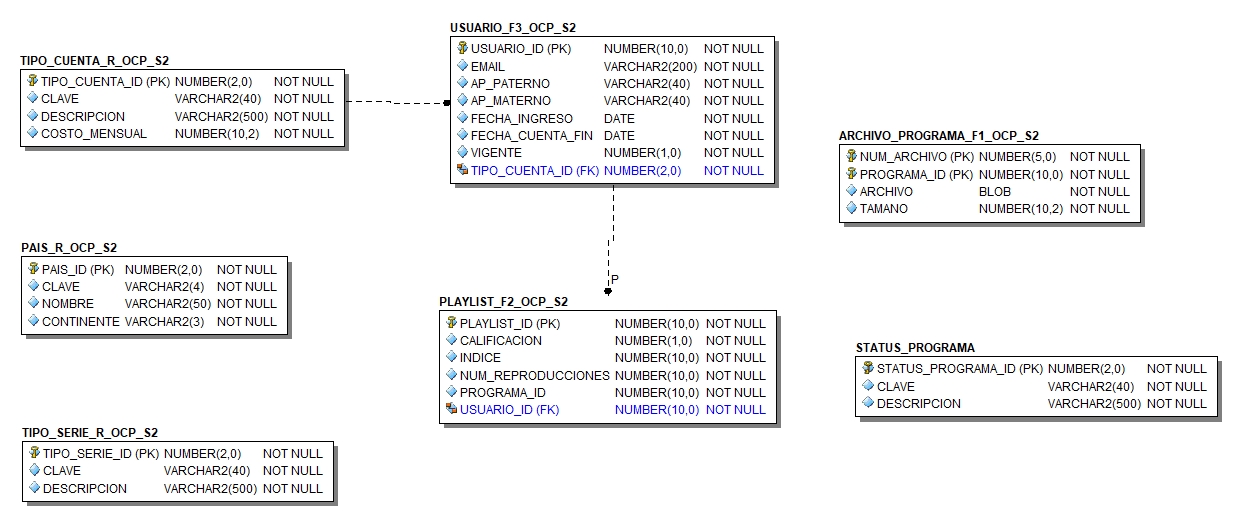 TIPO_CUENTA_R_OCP_S2
TIPO_CUENTA_ID (PK) NUMBER(2,0) NOT NULL
CLAVE VARCHAR2(40) NOT NULL
DESCRIPCION VARCHAR2(500) NOT NULL
COSTO_MENSUAL NUMBER(10,2) NOT NULL
USUARIO_F3_OCP_S2
USUARIO_ID (PK) NUMBER(10,0) NOT NULL
EMAIL VARCHAR2(200) NOT NULL
AP_PATERNO VARCHAR2(40) NOT NULL
AP_MATERNO VARCHAR2(40) NOT NULL
FECHA_INGRESO DATE NOT NULL
FECHA_CUENTA_FIN DATE NOT NULL
VIGENTE NUMBER(1,0) NOT NULL
TIPO_CUENTA_ID (FK) NUMBER(2,0) NOT NULL
ARCHIVO_PROGRAMA_F1_OCP_S2
NUM_ARCHIVO (PK) NUMBER(5,0) NOT NULL
PROGRAMA_ID (PK) NUMBER(10,0) NOT NULL
ARCHIVO BLOB NOT NULL
TAMANO NUMBER(10,2) NOT NULL
PAIS_R_OCP_S2
PAIS_ID (PK) NUMBER(2,0) NOT NULL
CLAVE VARCHAR2(4) NOT NULL
NOMBRE VARCHAR2(50) NOT NULL
CONTINENTE VARCHAR2(3) NOT NULL
P
PLAYLIST_F2_OCP_S2
PLAYLIST_ID (PK) NUMBER(10,0) NOT NULL
CALIFICACION NUMBER(1,0) NOT NULL
INDICE NUMBER(10,0) NOT NULL
NUM_REPRODUCCIONES NUMBER(10,0) NOT NULL
PROGRAMA_ID NUMBER(10,0) NOT NULL
USUARIO_ID (FK) NUMBER(10,0) NOT NULL
STATUS_PROGRAMA
STATUS_PROGRAMA_ID (PK) NUMBER(2,0) NOT NULL
CLAVE VARCHAR2(40) NOT NULL
DESCRIPCION VARCHAR2(500) NOT NULL
TIPO_SERIE_R_OCP_S2
TIPO_SERIE_ID (PK) NUMBER(2,0) NOT NULL
CLAVE VARCHAR2(40) NOT NULL
DESCRIPCION VARCHAR2(500) NOT NULL